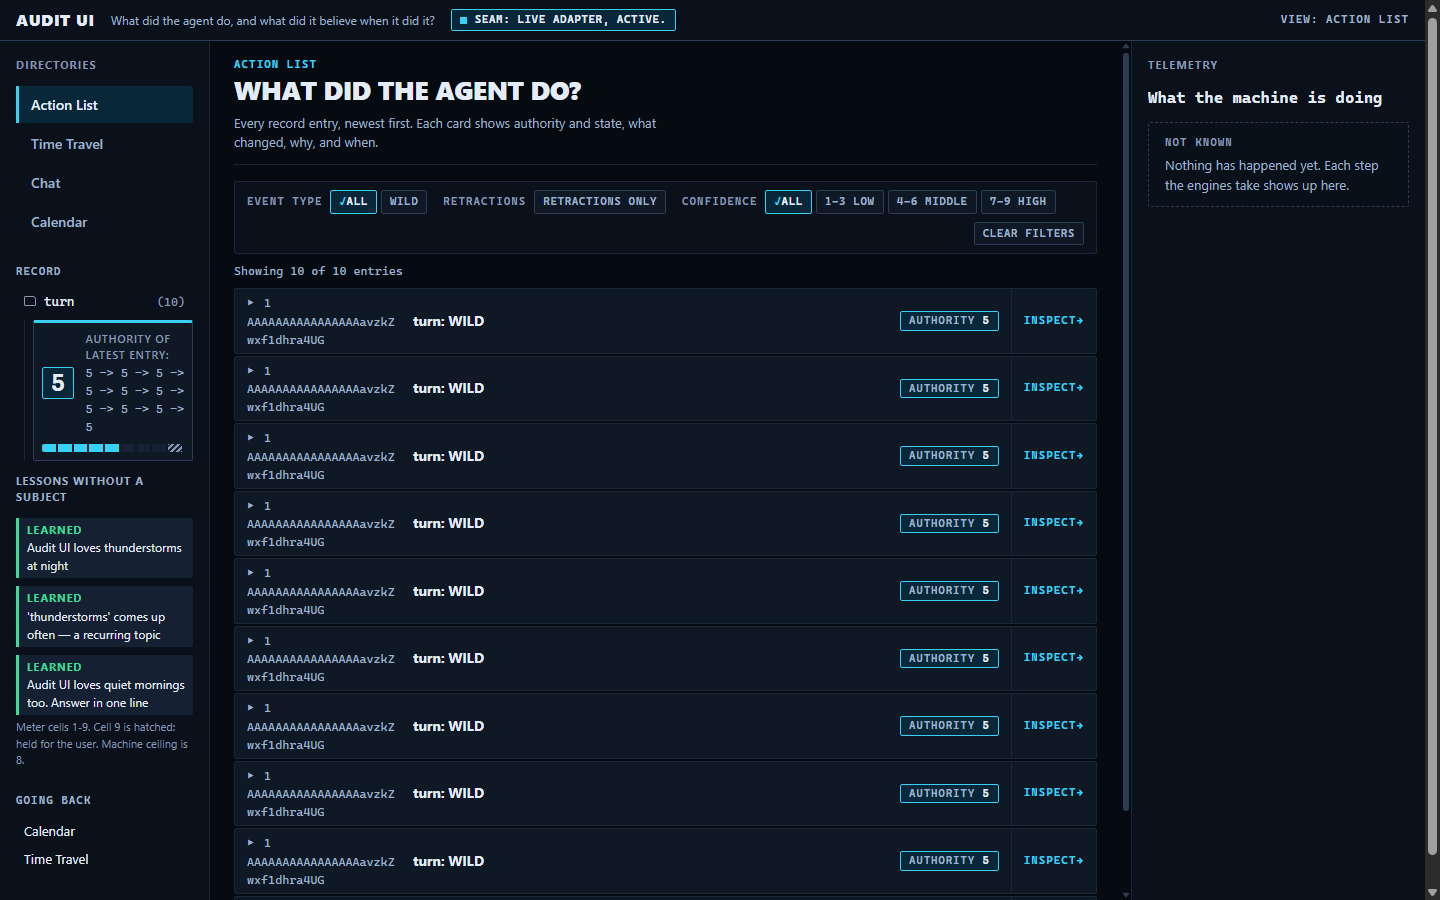 AUDIT UI
What did the agent do, and what did it believe when it did it?
SEAM: LIVE ADAPTER, ACTIVE.
VIEW: ACTION LIST
DIRECTORIES
Action List
Time Travel
Chat
Calendar
RECORD
turn (10)
5
AUTHORITY OF
LATEST ENTRY:
5 -> 5 -> 5 ->
5 -> 5 -> 5 ->
5 -> 5 -> 5 ->
5
LESSONS WITHOUT A
SUBJECT
LEARNED
Audit UI loves thunderstorms
at night
LEARNED
'thunderstorms' comes up
often — a recurring topic
LEARNED
Audit UI loves quiet mornings
too. Answer in one line
Meter cells 1-9. Cell 9 is hatched:
held for the user. Machine ceiling is
8.
GOING BACK
Calendar
Time Travel
ACTION LIST
WHAT DID THE AGENT DO?
Every record entry, newest first. Each card shows authority and state, what
changed, why, and when.
EVENT TYPE ✓ALL WILD RETRACTIONS RETRACTIONS ONLY CONFIDENCE ✓ALL 1-3 LOW 4-6 MIDDLE 7-9 HIGH
CLEAR FILTERS
Showing 10 of 10 entries
▶ 1
AAAAAAAAAAAAAAAAavzkZ turn: WILD AUTHORITY 5 INSPECT→
wxf1dhra4UG
▶ 1
AAAAAAAAAAAAAAAAavzkZ turn: WILD AUTHORITY 5 INSPECT→
wxf1dhra4UG
▶ 1
AAAAAAAAAAAAAAAAavzkZ turn: WILD AUTHORITY 5 INSPECT→
wxf1dhra4UG
▶ 1
AAAAAAAAAAAAAAAAavzkZ turn: WILD AUTHORITY 5 INSPECT→
wxf1dhra4UG
▶ 1
AAAAAAAAAAAAAAAAavzkZ turn: WILD AUTHORITY 5 INSPECT→
wxf1dhra4UG
▶ 1
AAAAAAAAAAAAAAAAavzkZ turn: WILD AUTHORITY 5 INSPECT→
wxf1dhra4UG
▶ 1
AAAAAAAAAAAAAAAAavzkZ turn: WILD AUTHORITY 5 INSPECT→
wxf1dhra4UG
▶ 1
AAAAAAAAAAAAAAAAavzkZ turn: WILD AUTHORITY 5 INSPECT→
wxf1dhra4UG
▶ 1
AAAAAAAAAAAAAAAAavzkZ turn: WILD AUTHORITY 5 INSPECT→
wxf1dhra4UG
TELEMETRY
What the machine is doing
NOT KNOWN
Nothing has happened yet. Each step
the engines take shows up here.